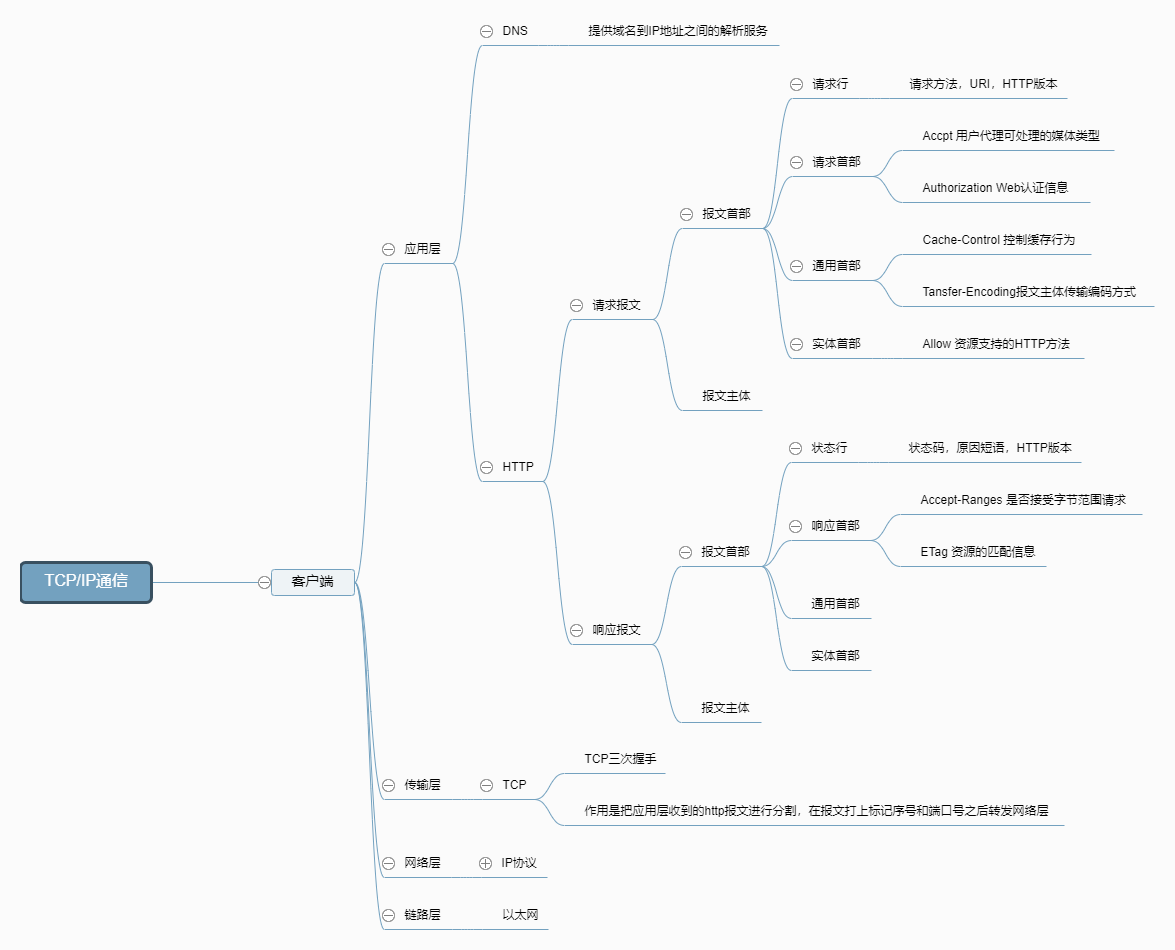 TCP/IP通信
客户端
应用层
DNS
提供域名到IP地址之间的解析服务
HTTP
请求报文
报文首部
请求行
请求方法，URI，HTTP版本
请求首部
Accpt 用户代理可处理的媒体类型
Authorization Web认证信息
通用首部
Cache-Control 控制缓存行为
Tansfer-Encoding报文主体传输编码方式
实体首部
Allow 资源支持的HTTP方法
报文主体
响应报文
报文首部
状态行
状态码，原因短语，HTTP版本
响应首部
Accept-Ranges 是否接受字节范围请求
ETag 资源的匹配信息
通用首部
实体首部
报文主体
传输层
TCP
TCP三次握手
作用是把应用层收到的http报文进行分割，在报文打上标记序号和端口号之后转发网络层
网络层
IP协议
链路层
以太网